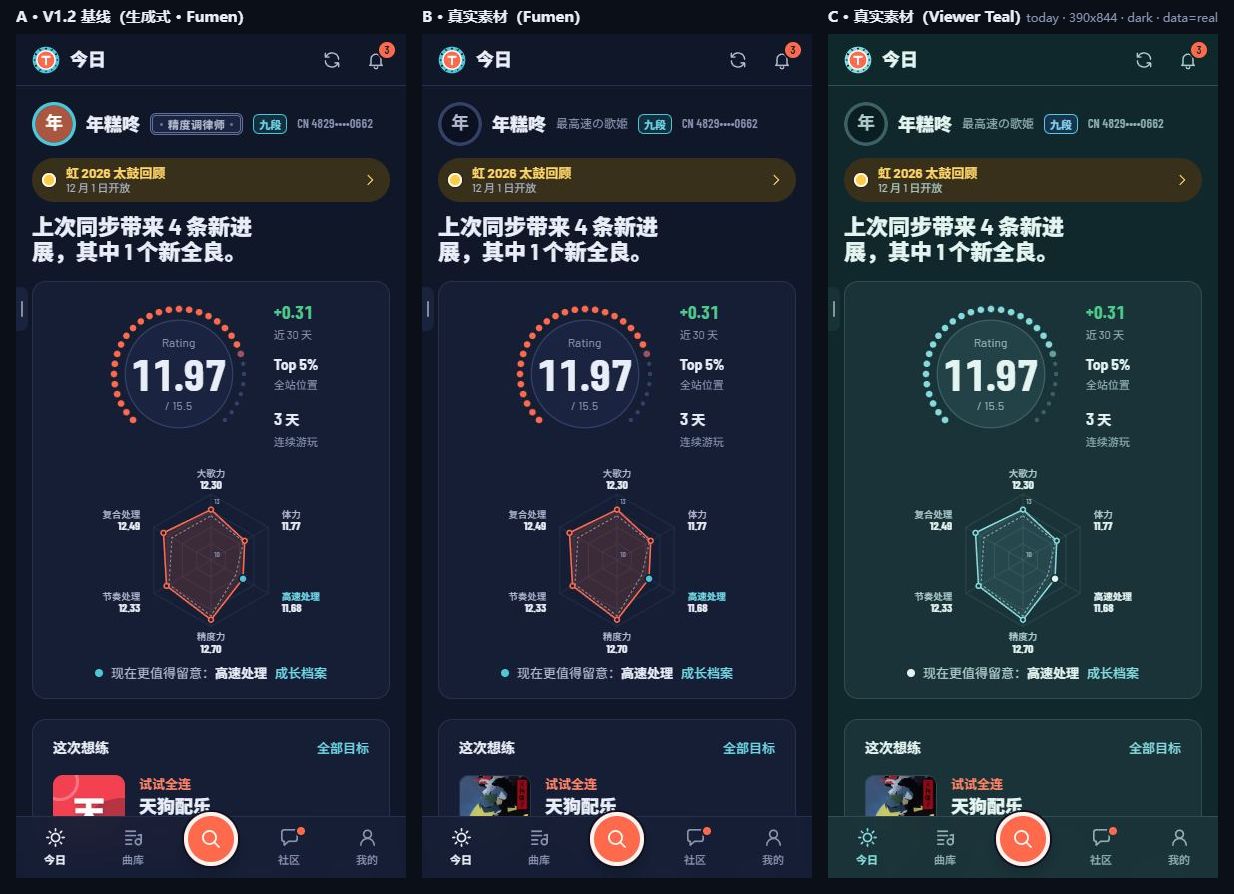 A • V1.2 基线（生成式 • Fumen）
T 今日
3
年
年糕咚 · 精度调律师 · 九段 CN 4829••••0662
虹 2026 太鼓回顾
12 月 1 日开放
上次同步带来 4 条新进
展，其中 1 个新全良。
Rating
11.97
/ 15.5
+0.31
近 30 天
Top 5%
全站位置
3 天
连续游玩
大歌力
12.30
13
10
复合处理
12.49
体力
11.77
节奏处理
12.33
高速处理
11.68
精度力
12.70
现在更值得留意：高速处理 成长档案
这次想练 全部目标
试试全连
天狗配乐
天
今日 曲库 社区 我的
B • 真实素材（Fumen）
T 今日
3
年
年糕咚 最高速の歌姫 九段 CN 4829••••0662
虹 2026 太鼓回顾
12 月 1 日开放
上次同步带来 4 条新进
展，其中 1 个新全良。
Rating
11.97
/ 15.5
+0.31
近 30 天
Top 5%
全站位置
3 天
连续游玩
大歌力
12.30
13
10
复合处理
12.49
体力
11.77
节奏处理
12.33
高速处理
11.68
精度力
12.70
现在更值得留意：高速处理 成长档案
这次想练 全部目标
试试全连
天狗配乐
今日 曲库 社区 我的
C • 真实素材（Viewer Teal） today · 390x844 · dark · data=real
T 今日
3
年
年糕咚 最高速の歌姫 九段 CN 4829••••0662
虹 2026 太鼓回顾
12 月 1 日开放
上次同步带来 4 条新进
展，其中 1 个新全良。
Rating
11.97
/ 15.5
+0.31
近 30 天
Top 5%
全站位置
3 天
连续游玩
大歌力
12.30
13
10
复合处理
12.49
体力
11.77
节奏处理
12.33
高速处理
11.68
精度力
12.70
现在更值得留意：高速处理 成长档案
这次想练 全部目标
试试全连
天狗配乐
今日 曲库 社区 我的